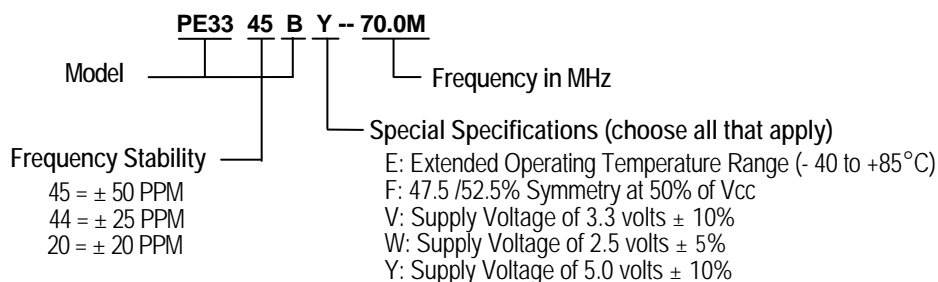 PE33 45 B Y -- 70.0M
Model
Frequency in MHz
Special Specifications (choose all that apply)
E: Extended Operating Temperature Range (- 40 to +85°C)
F: 47.5 /52.5% Symmetry at 50% of Vcc
V: Supply Voltage of 3.3 volts ± 10%
W: Supply Voltage of 2.5 volts ± 5%
Y: Supply Voltage of 5.0 volts ± 10%
Frequency Stability
45 = ± 50 PPM
44 = ± 25 PPM
20 = ± 20 PPM